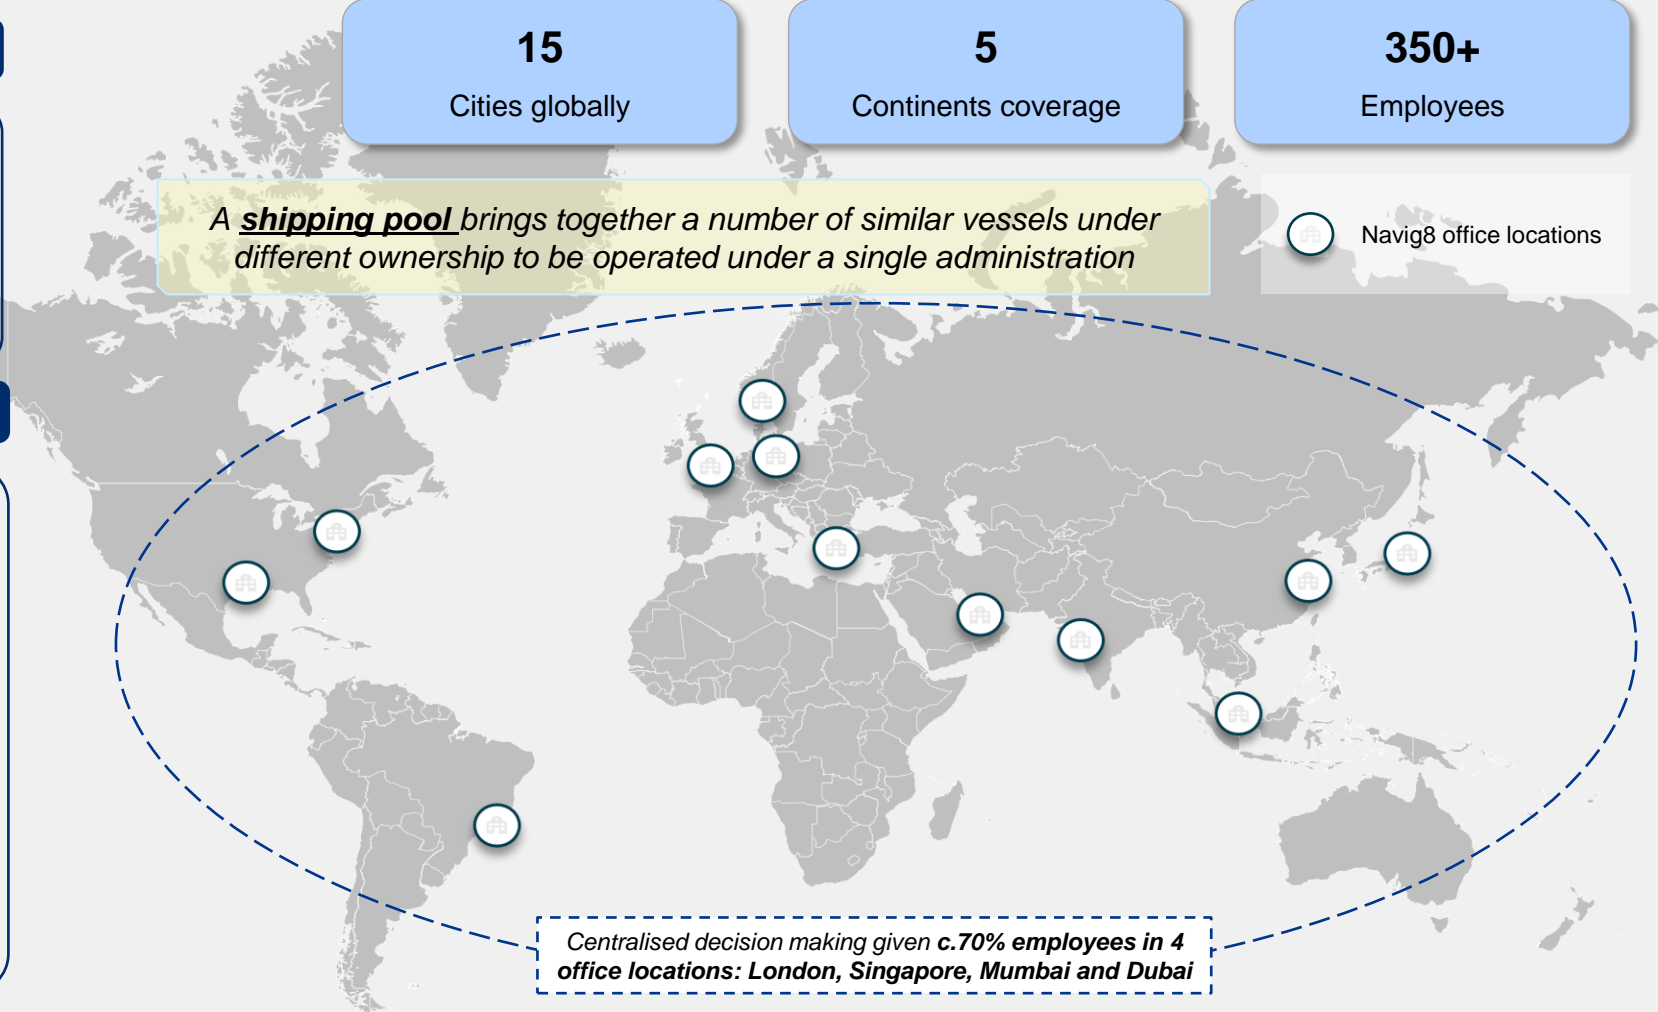 15
Cities globally
5
Continents coverage
350+
Employees
A shipping pool brings together a number of similar vessels under
different ownership to be operated under a single administration
Navig8 office locations
Centralised decision making given c.70% employees in 4
office locations: London, Singapore, Mumbai and Dubai